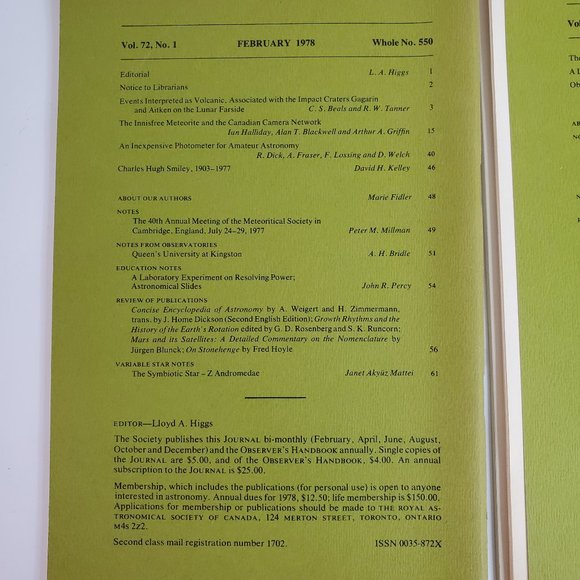 Vol. 72, No. 1 FEBRUARY 1978 Whole No. 550
Editorial L. A. Higgs 1
Notice to Librarians 2
Events Interpreted as Volcanic, Associated with the Impact Craters Gagarin
and Aitken on the Lunar Farside C. S. Beals and R. W. Tanner 3
The Innisfree Meteorite and the Canadian Camera Network
Ian Halliday, Alan T. Blackwell and Arthur A. Griffin 15
An Inexpensive Photometer for Amateur Astronomy
R. Dick, A. Fraser, F. Lossing and D. Welch 40
Charles Hugh Smiley, 1903–1977 David H. Kelley 46
ABOUT OUR AUTHORS Marie Fidler 48
NOTES
The 40th Annual Meeting of the Meteoritical Society in
Cambridge, England, July 24–29, 1977 Peter M. Millman 49
NOTES FROM OBSERVATORIES
Queen's University at Kingston A. H. Bridle 51
EDUCATION NOTES
A Laboratory Experiment on Resolving Power;
Astronomical Slides John R. Percy 54
REVIEW OF PUBLICATIONS
Concise Encyclopedia of Astronomy by A. Weigert and H. Zimmermann,
trans. by J. Home Dickson (Second English Edition); Growth Rhythms and the
History of the Earth's Rotation edited by G. D. Rosenberg and S. K. Runcorn;
Mars and its Satellites: A Detailed Commentary on the Nomenclature by
Jürgen Blunck; On Stonehenge by Fred Hoyle 56
VARIABLE STAR NOTES
The Symbiotic Star – Z Andromedae Janet Akyüz Mattei 61
EDITOR—Lloyd A. Higgs
The Society publishes this JOURNAL bi-monthly (February, April, June, August,
October and December) and the OBSERVER'S HANDBOOK annually. Single copies of
the JOURNAL are $5.00, and of the OBSERVER'S HANDBOOK, $4.00. An annual
subscription to the JOURNAL is $25.00.
Membership, which includes the publications (for personal use) is open to anyone
interested in astronomy. Annual dues for 1978, $12.50; life membership is $150.00.
Applications for membership or publications should be made to THE ROYAL AS-
TRONOMICAL SOCIETY OF CANADA, 124 MERTON STREET, TORONTO, ONTARIO
M4S 2Z2.
Second class mail registration number 1702. ISSN 0035-872X